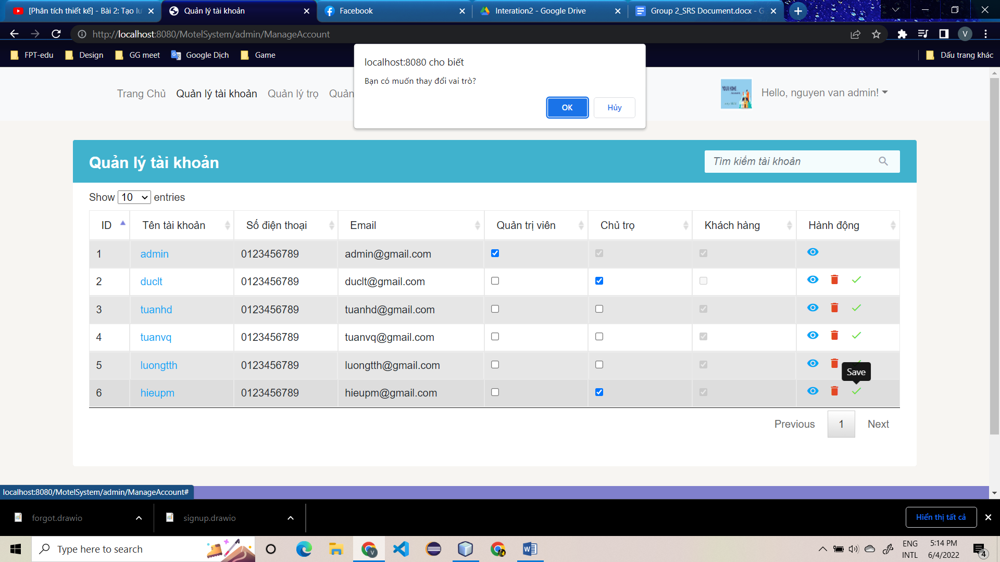 [Phân tích thiết kế] - Bài 2: Tạo lư
Quản lý tài khoản
Facebook
Interation2 - Google Drive
Group 2_SRS Document.docx - G
http://localhost:8080/MotelSystem/admin/ManageAccount
V
FPT-edu
Design
GG meet
Google Dịch
Game
Dấu trang khác
localhost:8080 cho biết
Bạn có muốn thay đổi vai trò?
OK
Hủy
Trang Chủ
Quản lý tài khoản
Quản lý trọ
Quản
YOUR HOME
Hello, nguyen van admin!
Quản lý tài khoản
Tìm kiếm tài khoản
Show 10 entries
ID Tên tài khoản Số điện thoại Email Quản trị viên Chủ trọ Khách hàng Hành động
1 admin 0123456789 admin@gmail.com
2 duclt 0123456789 duclt@gmail.com
3 tuanhd 0123456789 tuanhd@gmail.com
4 tuanvq 0123456789 tuanvq@gmail.com
5 luongtth 0123456789 luongtth@gmail.com
Save
6 hieupm 0123456789 hieupm@gmail.com
Previous 1 Next
localhost:8080/MotelSystem/admin/ManageAccount#
forgot.drawio
signup.drawio
Hiển thị tất cả
Type here to search
ENG
INTL
5:14 PM
6/4/2022
4